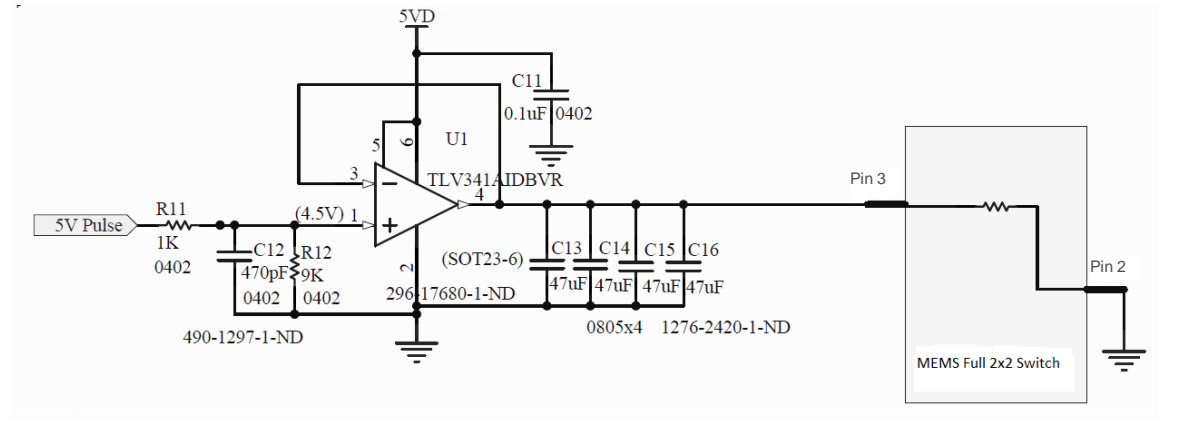 5VD
C11
0.1uF 0402
5
6
U1
3
TLV341AIDBVR
4
Pin 3
R11
5V Pulse
(4.5V) 1
1K
0402
C12
R12
470pF
9K
0402
0402
2
(SOT23-6)
C13
C14
C15
C16
47uF
47uF
47uF
47uF
296-17680-1-ND
Pin 2
490-1297-1-ND
0805x4
1276-2420-1-ND
MEMS Full 2x2 Switch